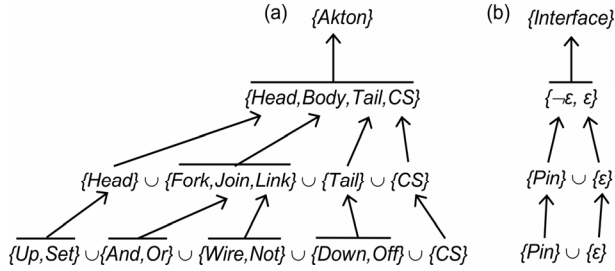 (a) {Akton} (b) {Interface}
{Head,Body,Tail,CS} {¬ε, ε}
{Head} ∪ {Fork,Join,Link} ∪ {Tail} ∪ {CS} {Pin} ∪ {ε}
{Up,Set} ∪{And,Or} ∪ {Wire,Not} ∪ {Down,Off} ∪ {CS} {Pin} ∪ {ε}